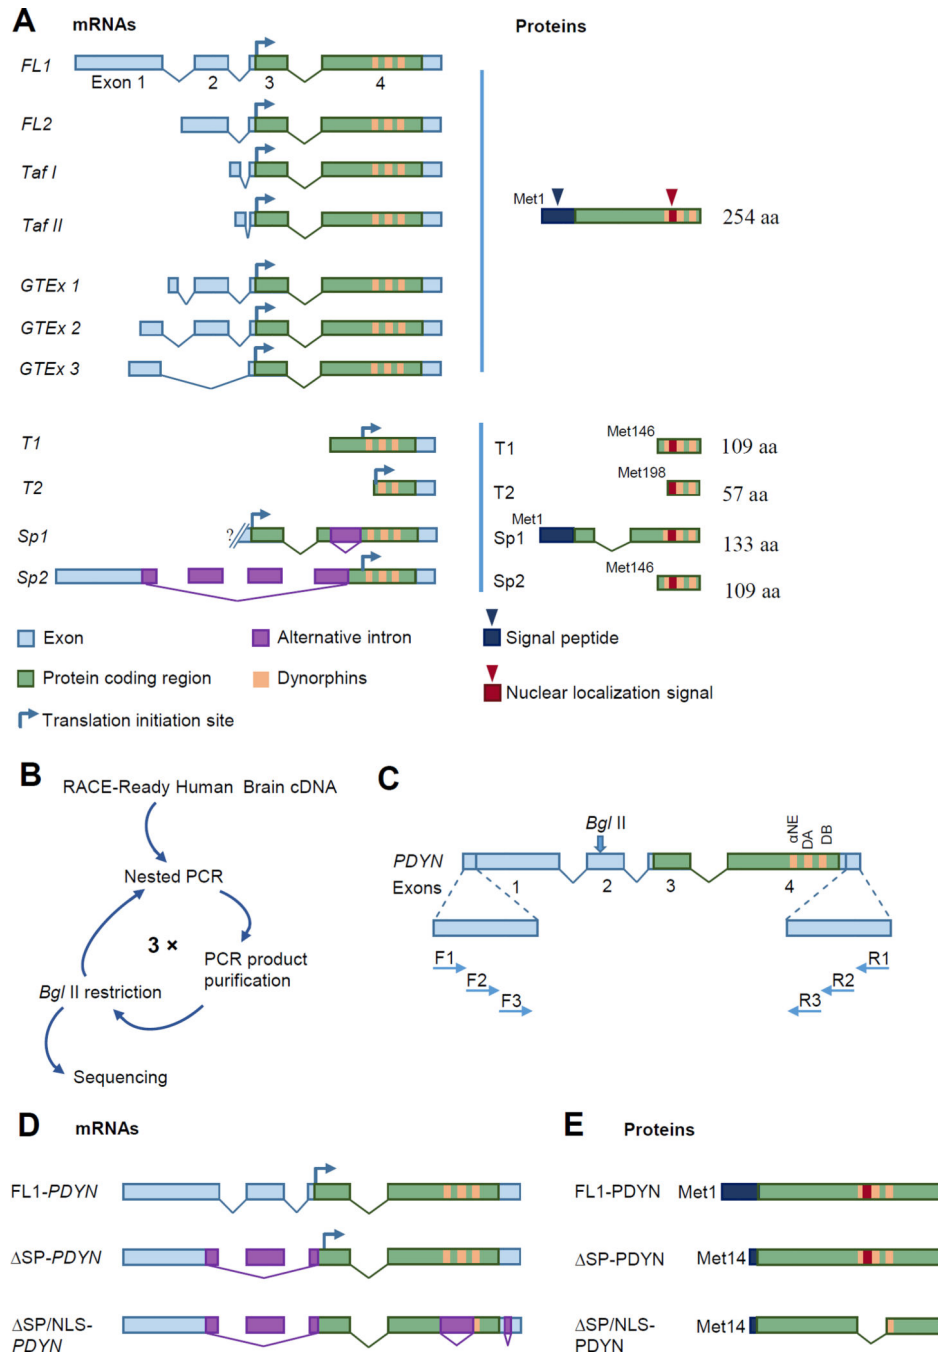 A
mRNAs
Proteins
FL1
Exon 1
2
3
4
FL2
Taf I
Taf II
Met1
254 aa
GTEx 1
GTEx 2
GTEx 3
T1
T1
Met146
109 aa
T2
T2
Met198
57 aa
Sp1
?
Met1
Sp1
133 aa
Sp2
Met146
Sp2
109 aa
Exon
Alternative intron
Signal peptide
Protein coding region
Dynorphins
Nuclear localization signal
Translation initiation site
B
RACE-Ready Human Brain cDNA
Nested PCR
3 ×
PCR product
purification
Bgl II restriction
Sequencing
C
Bgl II
αNE
DA
DB
PDYN
Exons
1
2
3
4
F1
F2
F3
R1
R2
R3
D
mRNAs
FL1-PDYN
ΔSP-PDYN
ΔSP/NLS-
PDYN
E
Proteins
FL1-PDYN
Met1
ΔSP-PDYN
Met14
ΔSP/NLS-
PDYN
Met14